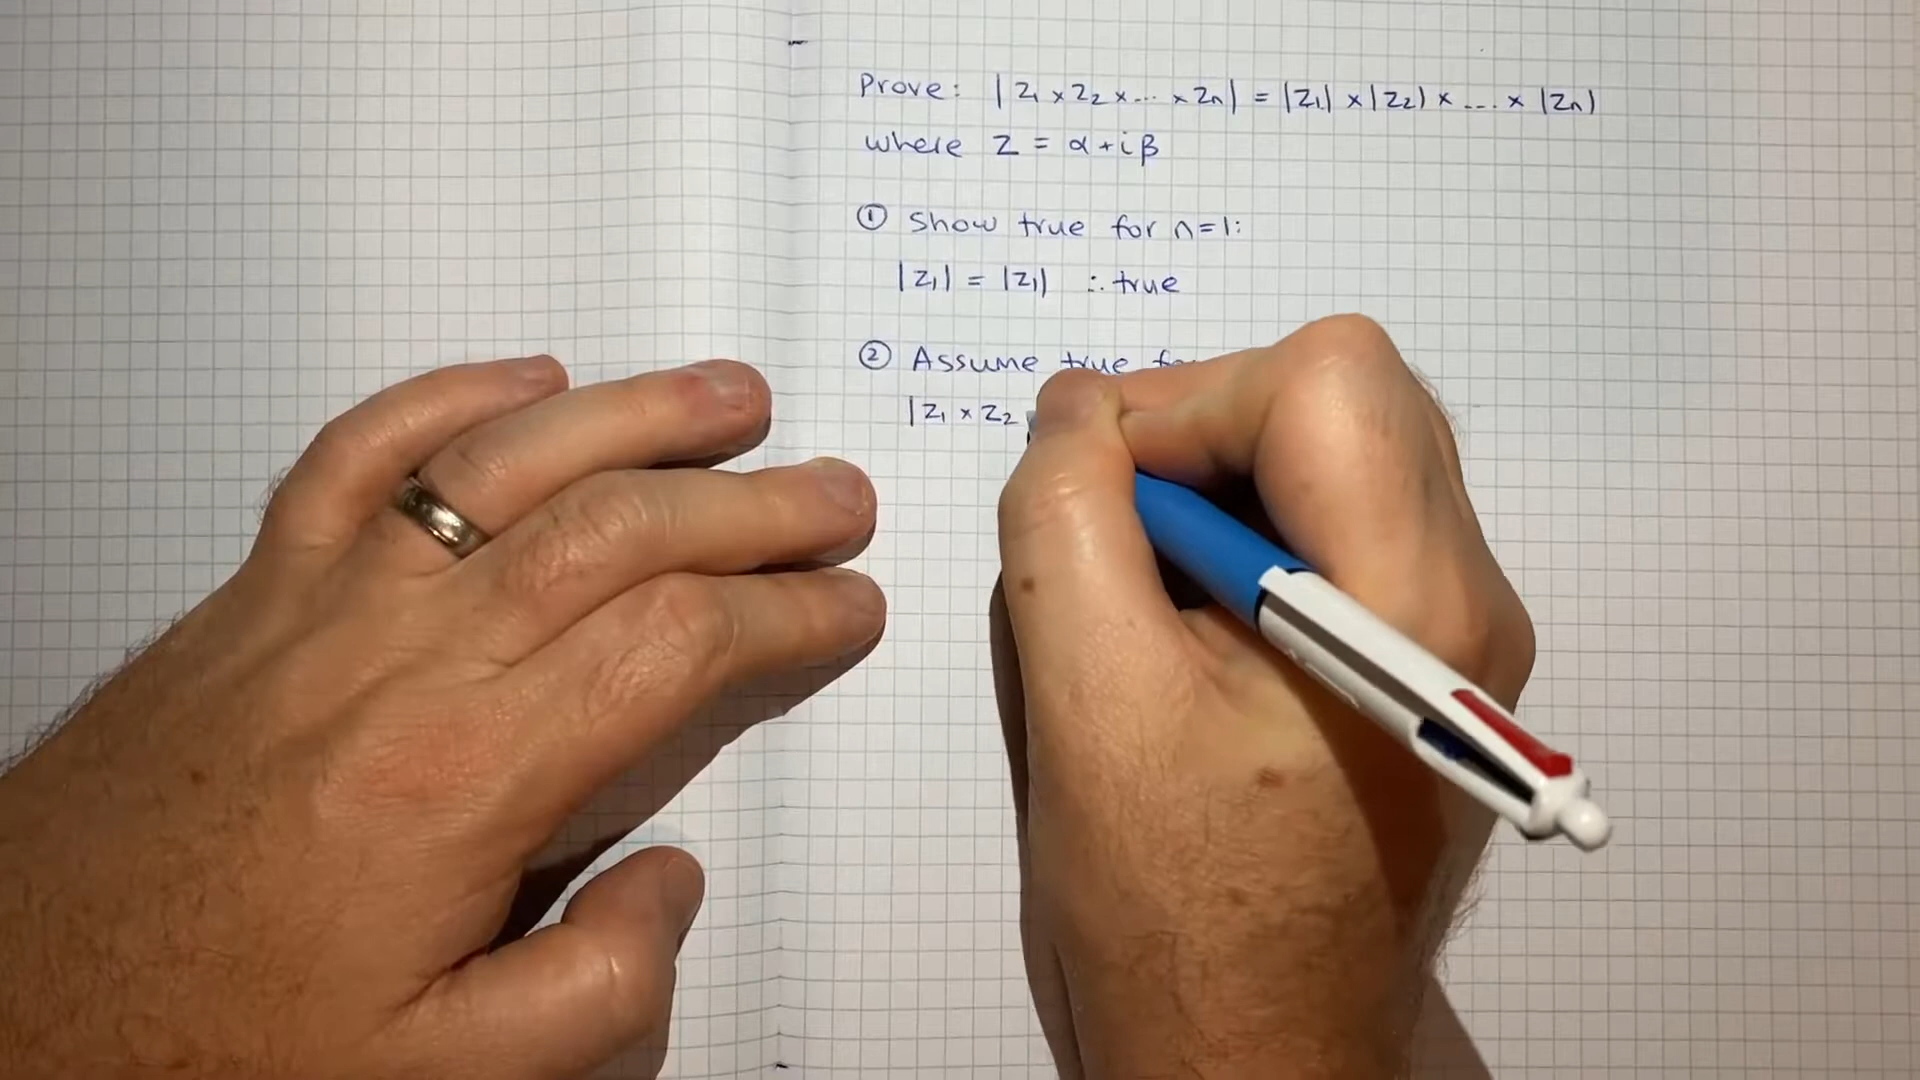 Prove: |Z₁ × Z₂ × ... × Zn| = |Z₁| × |Z₂| × ... × |Zn|
where Z = α + iβ
① Show true for n=1:
|Z₁| = |Z₁| ∴ true
② Assume true
|Z₁ × Z₂